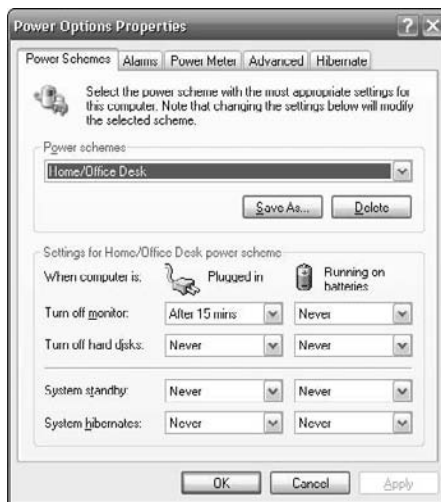 Power Options Properties
Power Schemes Alarms Power Meter Advanced Hibernate
Select the power scheme with the most appropriate settings for
this computer. Note that changing the settings below will modify
the selected scheme.
Power schemes
Home/Office Desk
Save As... Delete
Settings for Home/Office Desk power scheme
When computer is: Plugged in Running on
batteries
Turn off monitor: After 15 mins Never
Turn off hard disks: Never Never
System standby: Never Never
System hibernates: Never Never
OK Cancel Apply